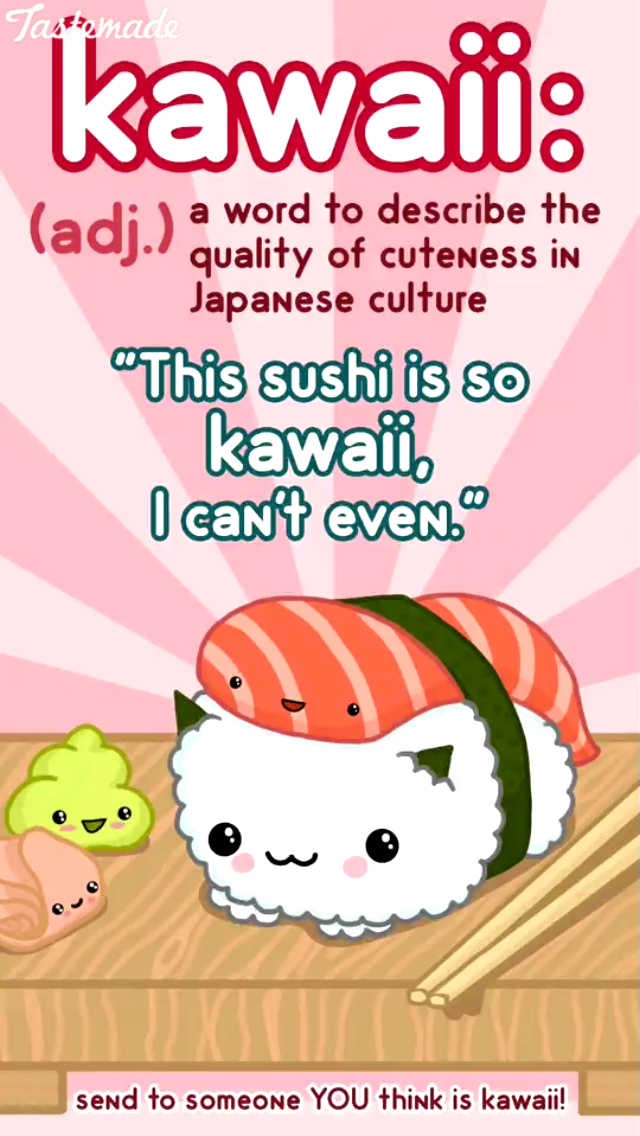 Tastemade
kawaii:
(adj.) a word to describe the
quality of cuteness in
Japanese culture
"This sushi is so
kawaii,
I can't even."
send to someone YOU think is kawaii!